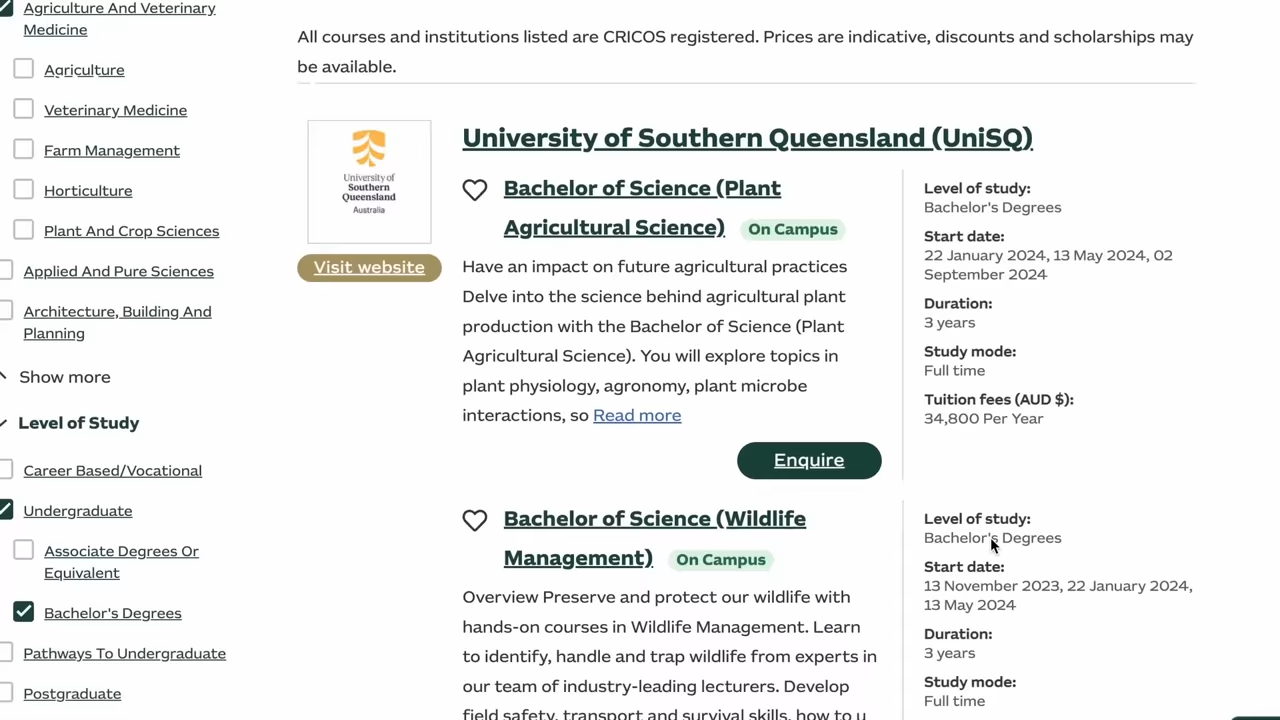 Agriculture And Veterinary
Medicine
Agriculture
Veterinary Medicine
Farm Management
Horticulture
Plant And Crop Sciences
Applied And Pure Sciences
Architecture, Building And
Planning
Show more
Level of Study
Career Based/Vocational
Undergraduate
Associate Degrees Or
Equivalent
Bachelor's Degrees
Pathways To Undergraduate
Postgraduate
All courses and institutions listed are CRICOS registered. Prices are indicative, discounts and scholarships may
be available.
University of
Southern
Queensland
Australia
Visit website
University of Southern Queensland (UniSQ)
Bachelor of Science (Plant
Agricultural Science) On Campus
Have an impact on future agricultural practices
Delve into the science behind agricultural plant
production with the Bachelor of Science (Plant
Agricultural Science). You will explore topics in
plant physiology, agronomy, plant microbe
interactions, so Read more
Enquire
Level of study:
Bachelor's Degrees
Start date:
22 January 2024, 13 May 2024, 02
September 2024
Duration:
3 years
Study mode:
Full time
Tuition fees (AUD $):
34,800 Per Year
Bachelor of Science (Wildlife
Management) On Campus
Overview Preserve and protect our wildlife with
hands-on courses in Wildlife Management. Learn
to identify, handle and trap wildlife from experts in
our team of industry-leading lecturers. Develop
field safety, transport and survival skills, how to u
Level of study:
Bachelor's Degrees
Start date:
13 November 2023, 22 January 2024,
13 May 2024
Duration:
3 years
Study mode:
Full time